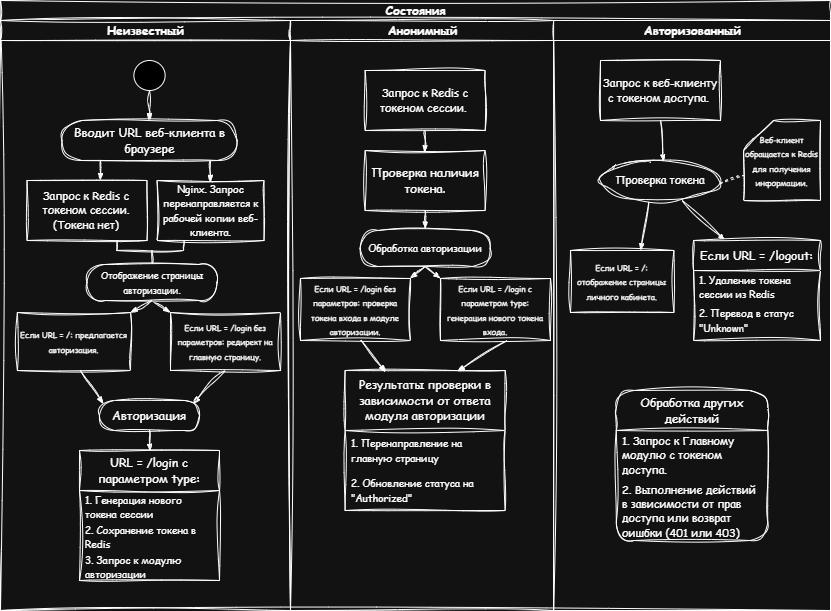 Состояния
Неизвестный
Анонимный
Авторизованный
Вводит URL веб-клиента в
браузере
Запрос к Redis с
токеном сессии.
(Токена нет)
Nginx. Запрос
перенаправляется к
рабочей копии веб-
клиента.
Отображение страницы
авторизации.
Если URL = /: предлагается
авторизация.
Если URL = /login без
параметров: редирект на
главную страницу.
Авторизация
URL = /login с
параметром type:
1. Генерация нового
токена сессии
2. Сохранение токена в
Redis
3. Запрос к модулю
авторизации
Запрос к Redis с
токеном сессии.
Проверка наличия
токена.
Обработка авторизации
Если URL = /login без
параметров: проверка
токена входа в модуле
авторизации.
Если URL = /login с
параметром type:
генерация нового токена
входа.
Результаты проверки в
зависимости от ответа
модуля авторизации
1. Перенаправление на
главную страницу
2. Обновление статуса на
"Authorized"
Запрос к веб-клиенту
с токеном доступа.
Проверка токена
Веб-клиент
обращается к Redis
для получения
информации.
Если URL = /:
отображение страницы
личного кабинета.
Если URL = /logout:
1. Удаление токена
сессии из Redis
2. Перевод в статус
"Unknown"
Обработка других
действий
1. Запрос к Главному
модулю с токеном
доступа.
2. Выполнение действий
в зависимости от прав
доступа или возврат
ошибки (401 или 403)